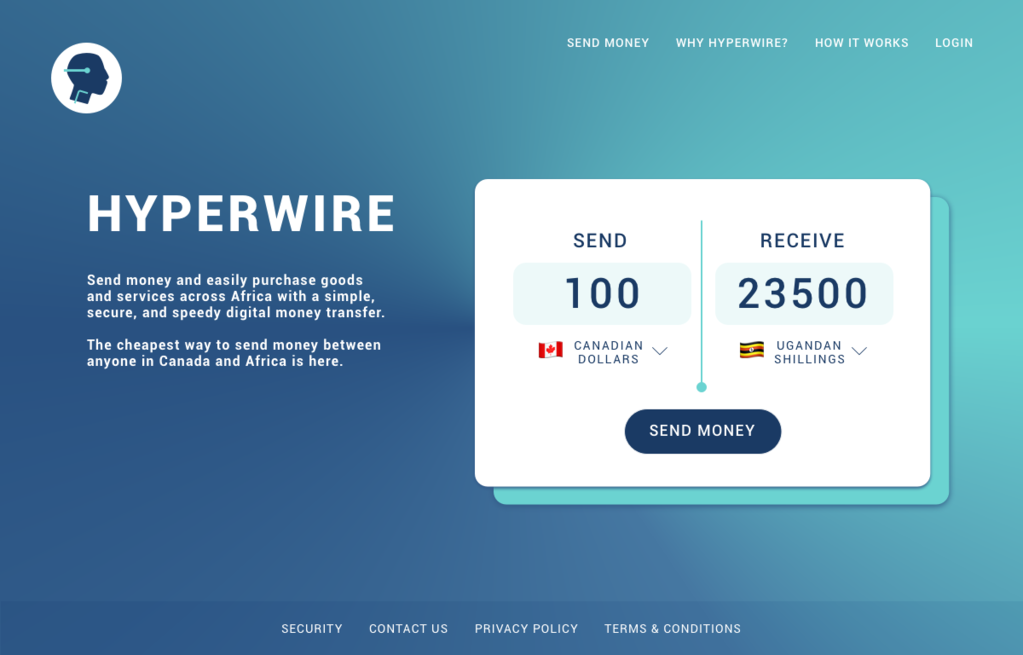 SEND MONEY WHY HYPERWIRE? HOW IT WORKS LOGIN
HYPERWIRE
Send money and easily purchase goods
and services across Africa with a simple,
secure, and speedy digital money transfer.
The cheapest way to send money between
anyone in Canada and Africa is here.
SEND
100
CANADIAN
DOLLARS
RECEIVE
23500
UGANDAN
SHILLINGS
SEND MONEY
SECURITY CONTACT US PRIVACY POLICY TERMS & CONDITIONS